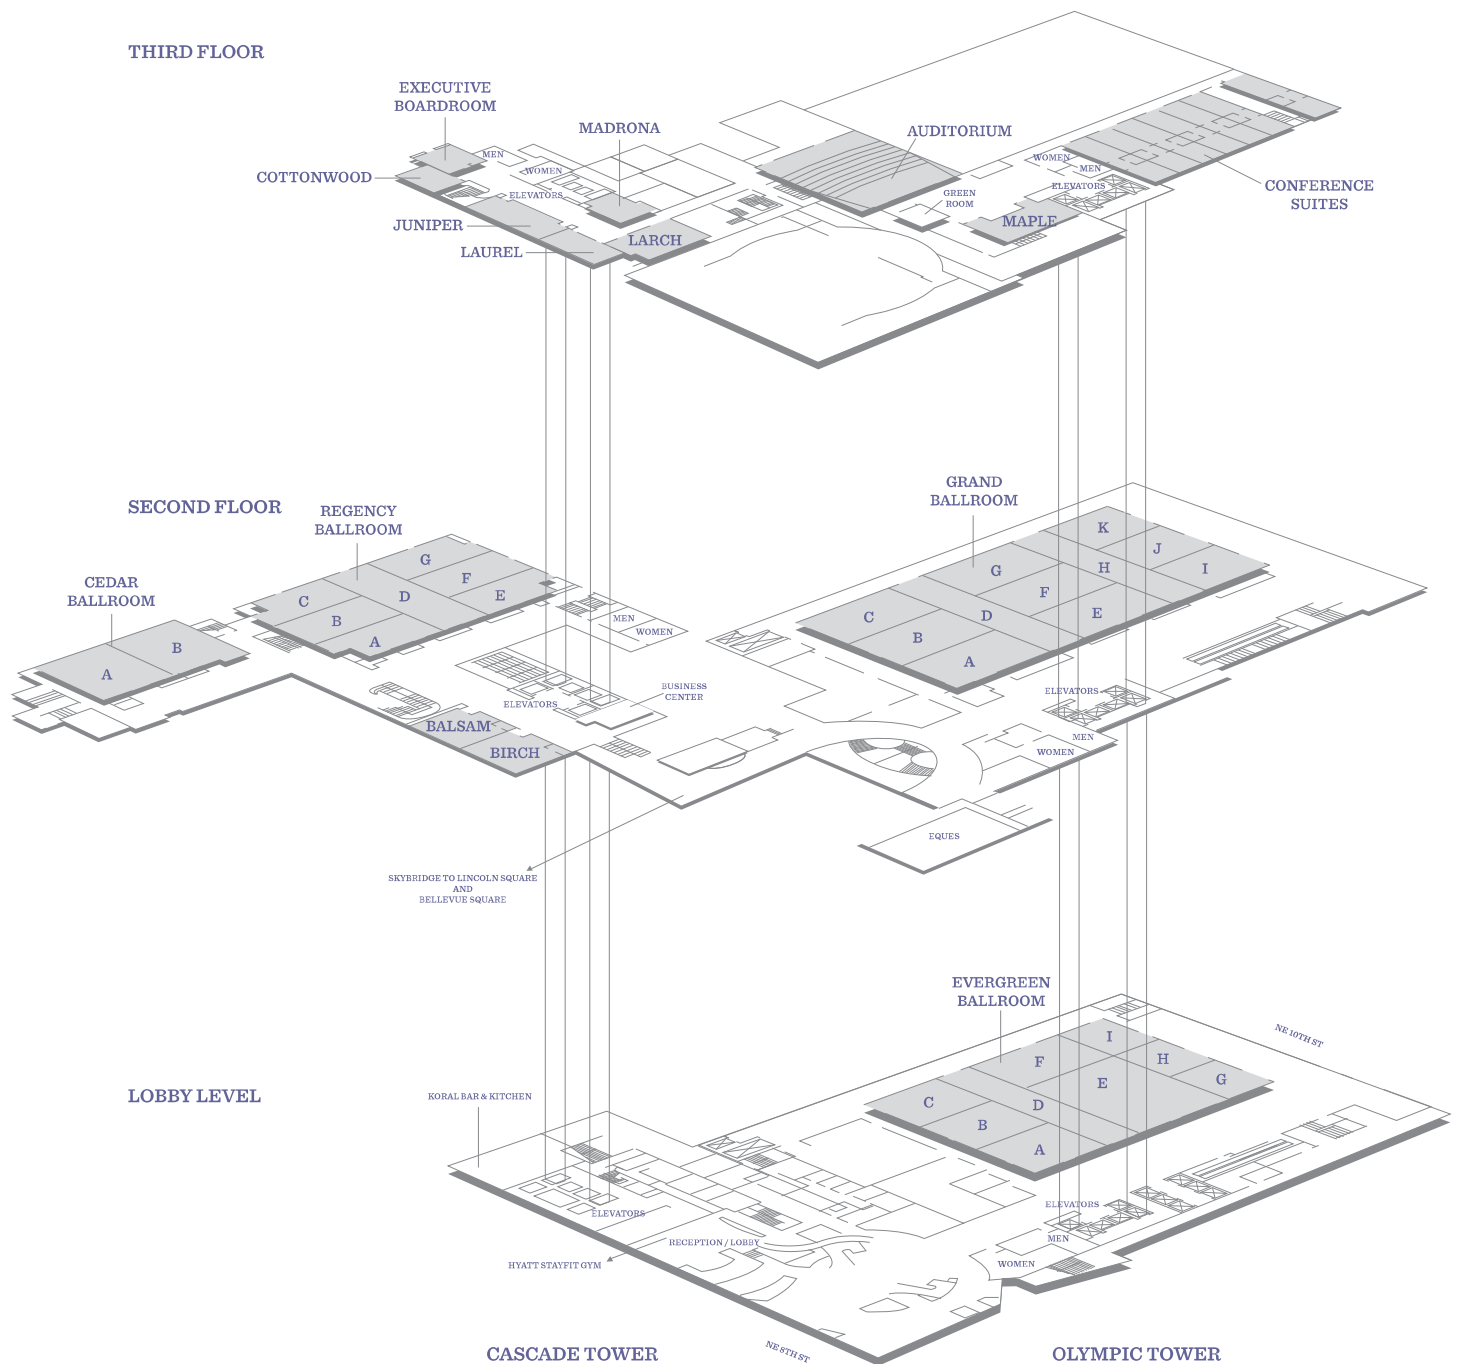 THIRD FLOOR
EXECUTIVE
BOARDROOM
MADRONA
AUDITORIUM
MEN
WOMEN
COTTONWOOD
ELEVATORS
WOMEN
MEN
ELEVATORS
CONFERENCE
SUITES
GREEN
ROOM
JUNIPER
MAPLE
LARCH
LAUREL
SECOND FLOOR
REGENCY
BALLROOM
GRAND
BALLROOM
CEDAR
BALLROOM
G
F
E
D
C
B
A
B
A
MEN
WOMEN
K
J
I
H
G
F
E
D
C
B
A
BUSINESS
CENTER
ELEVATORS
BALSAM
BIRCH
ELEVATORS
MEN
WOMEN
EQUES
SKYBRIDGE TO LINCOLN SQUARE
AND
BELLEVUE SQUARE
EVERGREEN
BALLROOM
NE 10TH ST
LOBBY LEVEL
KORAL BAR & KITCHEN
I
H
G
F
E
D
C
B
A
ELEVATORS
ELEVATORS
RECEPTION / LOBBY
MEN
WOMEN
HYATT STAYFIT GYM
NE 8TH ST
CASCADE TOWER
OLYMPIC TOWER